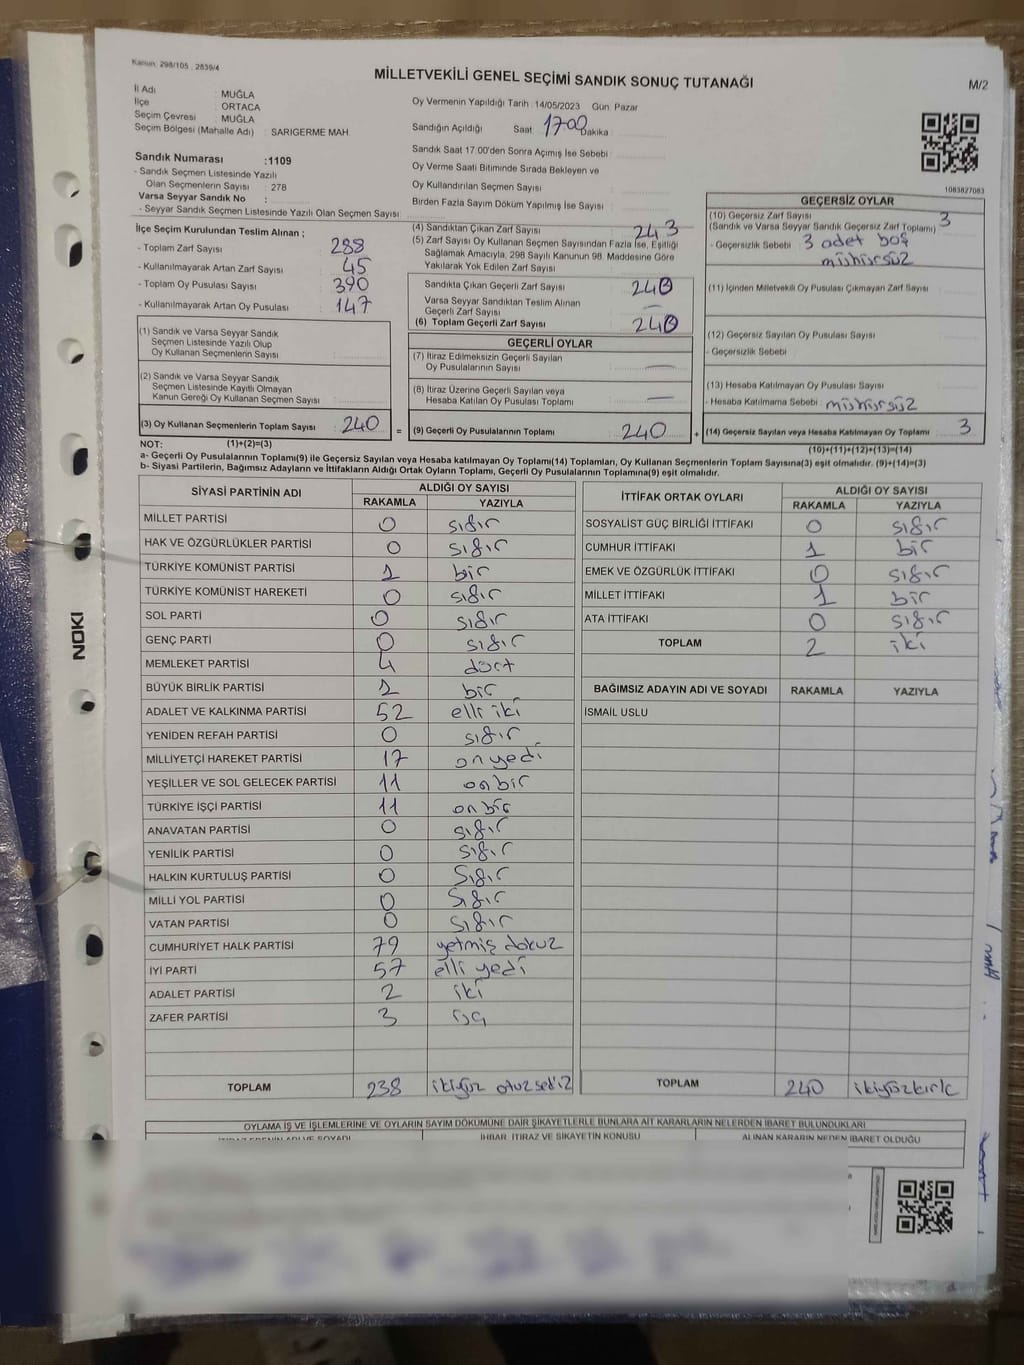 Kanun: 298/105 , 2839/4
MİLLETVEKİLİ GENEL SEÇİMİ SANDIK SONUÇ TUTANAĞI
M/2
İl Adı : MUĞLA
İlçe : ORTACA
Seçim Çevresi : MUĞLA
Seçim Bölgesi (Mahalle Adı) : SARIGERME MAH.
Oy Vermenin Yapıldığı Tarih : 14/05/2023 Gün: Pazar
Sandığın Açıldığı Saat : 17 00 Dakika :
Sandık Saat 17.00'den Sonra Açımış İse Sebebi :
Oy Verme Saati Bitiminde Sırada Bekleyen ve
Oy Kullandırılan Seçmen Sayısı
Birden Fazla Sayım Döküm Yapılmış İse Sayısı :
1083827083
Sandık Numarası : 1109
- Sandık Seçmen Listesinde Yazılı
Olan Seçmenlerin Sayısı : 278
Varsa Seyyar Sandık No :
- Seyyar Sandık Seçmen Listesinde Yazılı Olan Seçmen Sayısı:
İlçe Seçim Kurulundan Teslim Alınan ;
- Toplam Zarf Sayısı : 288
- Kullanılmayarak Artan Zarf Sayısı : 45
- Toplam Oy Pusulası Sayısı : 390
- Kullanılmayarak Artan Oy Pusulası : 147
(4) Sandıktan Çıkan Zarf Sayısı : 243
(5) Zarf Sayısı Oy Kullanan Seçmen Sayısından Fazla İse, Eşitliği
Sağlamak Amacıyla, 298 Sayılı Kanunun 98. Maddesine Göre
Yakılarak Yok Edilen Zarf Sayısı :
Sandıkta Çıkan Geçerli Zarf Sayısı : 240
Varsa Seyyar Sandıktan Teslim Alınan
Geçerli Zarf Sayısı : —
(6) Toplam Geçerli Zarf Sayısı 240
GEÇERSİZ OYLAR
(10) Geçersiz Zarf Sayısı : 3
(Sandık ve Varsa Seyyar Sandık Geçersiz Zarf Toplamı)
- Geçersizlik Sebebi : 3 adet boş
mühürsüz
(11) İçinden Milletvekili Oy Pusulası Çıkmayan Zarf Sayısı :
(12) Geçersiz Sayılan Oy Pusulası Sayısı :
- Geçersizlik Sebebi :
(13) Hesaba Katılmayan Oy Pusulası Sayısı :
- Hesaba Katılmama Sebebi : mühürsüz
(14) Geçersiz Sayılan veya Hesaba Katılmayan Oy Toplamı : 3
(10)+(11)+(12)+(13)=(14)
(1) Sandık ve Varsa Seyyar Sandık
Seçmen Listesinde Yazılı Olup
Oy Kullanan Seçmenlerin Sayısı :
(2) Sandık ve Varsa Seyyar Sandık
Seçmen Listesinde Kayıtlı Olmayan
Kanun Gereği Oy Kullanan Seçmen Sayısı :
(3) Oy Kullanan Seçmenlerin Toplam Sayısı : 240 =
GEÇERLİ OYLAR
(7) İtiraz Edilmeksizin Geçerli Sayılan
Oy Pusulalarının Sayısı : —
(8) İtiraz Üzerine Geçerli Sayılan veya
Hesaba Katılan Oy Pusulası Toplamı : —
(9) Geçerli Oy Pusulalarının Toplamı : 240 +
NOT: (1)+(2)=(3)
a- Geçerli Oy Pusulalarının Toplamı(9) ile Geçersiz Sayılan veya Hesaba katılmayan Oy Toplamı(14) Toplamları, Oy Kullanan Seçmenlerin Toplam Sayısına(3) eşit olmalıdır. (9)+(14)=(3)
b- Siyasi Partilerin, Bağımsız Adayların ve İttifakların Aldığı Ortak Oyların Toplamı, Geçerli Oy Pusulalarının Toplamına(9) eşit olmalıdır.
SİYASİ PARTİNİN ADI ALDIĞI OY SAYISI
RAKAMLA YAZIYLA
MİLLET PARTİSİ 0 sıfır
HAK VE ÖZGÜRLÜKLER PARTİSİ 0 sıfır
TÜRKİYE KOMÜNİST PARTİSİ 1 bir
TÜRKİYE KOMÜNİST HAREKETİ 0 sıfır
SOL PARTİ 0 sıfır
GENÇ PARTİ 0 sıfır
MEMLEKET PARTİSİ 4 dört
BÜYÜK BİRLİK PARTİSİ 1 bir
ADALET VE KALKINMA PARTİSİ 52 elli iki
YENİDEN REFAH PARTİSİ 0 sıfır
MİLLİYETÇİ HAREKET PARTİSİ 17 on yedi
YEŞİLLER VE SOL GELECEK PARTİSİ 11 on bir
TÜRKİYE İŞÇİ PARTİSİ 11 on bir
ANAVATAN PARTİSİ 0 sıfır
YENİLİK PARTİSİ 0 sıfır
HALKIN KURTULUŞ PARTİSİ 0 sıfır
MİLLİ YOL PARTİSİ 0 sıfır
VATAN PARTİSİ 0 sıfır
CUMHURİYET HALK PARTİSİ 79 yetmiş dokuz
İYİ PARTİ 57 elli yedi
ADALET PARTİSİ 2 iki
ZAFER PARTİSİ 3 üç
TOPLAM 238 ikiyüz otuzsekiz
İTTİFAK ORTAK OYLARI ALDIĞI OY SAYISI
RAKAMLA YAZIYLA
SOSYALİST GÜÇ BİRLİĞİ İTTİFAKI 0 sıfır
CUMHUR İTTİFAKI 1 bir
EMEK VE ÖZGÜRLÜK İTTİFAKI 0 sıfır
MİLLET İTTİFAKI 1 bir
ATA İTTİFAKI 0 sıfır
TOPLAM 2 iki
BAĞIMSIZ ADAYIN ADI VE SOYADI RAKAMLA YAZIYLA
İSMAİL USLU
TOPLAM 240 ikiyüzkırk
OYLAMA İŞ VE İŞLEMLERİNE VE OYLARIN SAYIM DÖKÜMÜNE DAİR ŞİKAYETLERLE BUNLARA AİT KARARLARIN NELERDEN İBARET BULUNDUKLARI
İHBAR, İTİRAZ VE ŞİKAYETİN KONUSU ALINAN KARARIN NEDEN İBARET OLDUĞU
NOKI